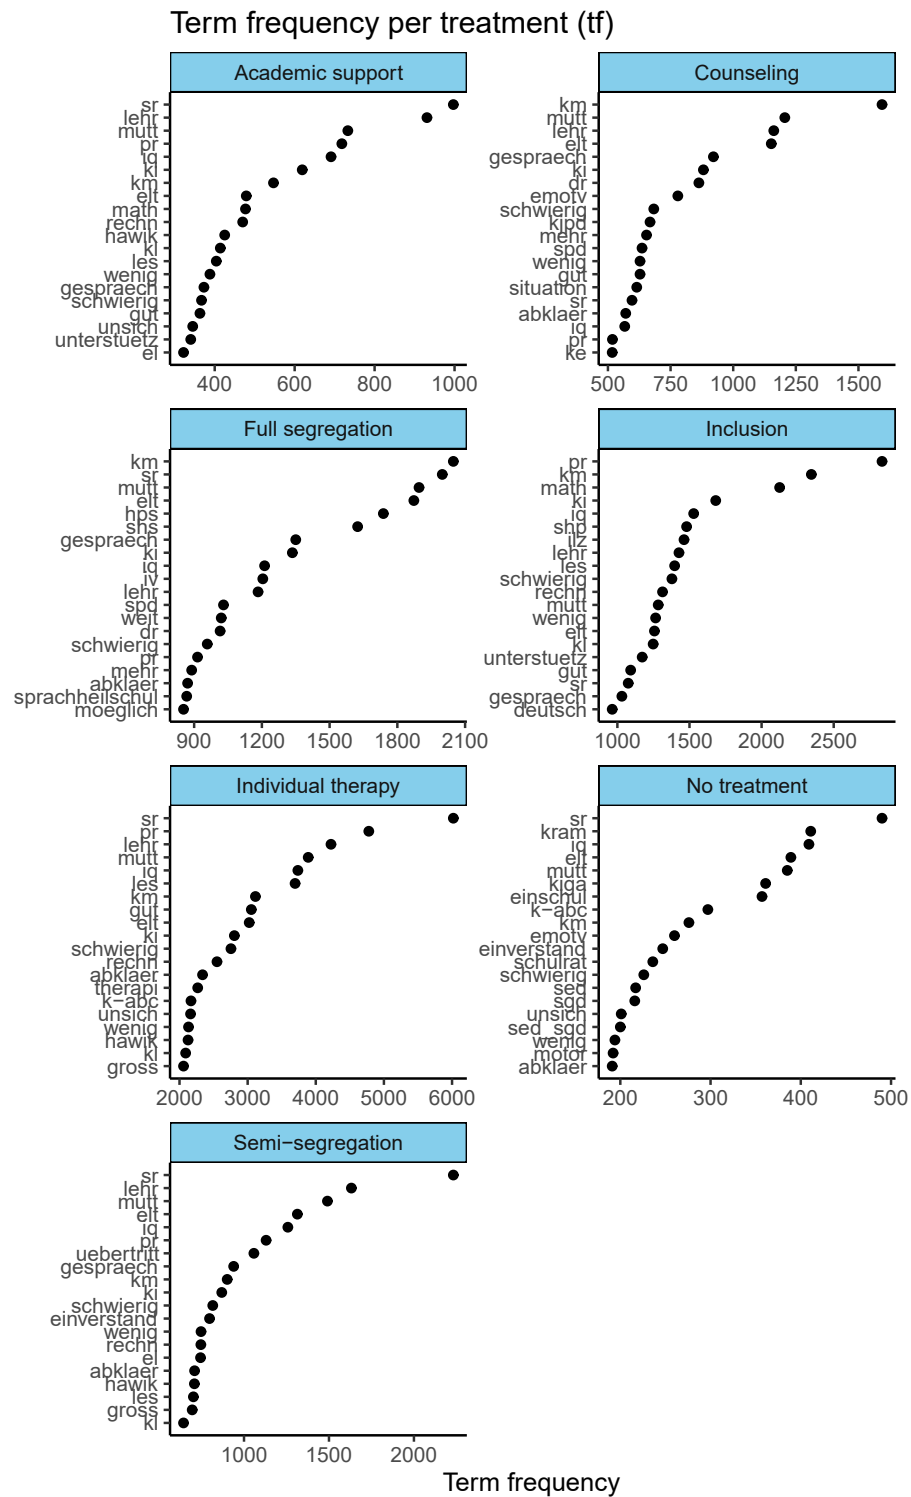 Term frequency per treatment (tf)
Academic support
sr
lehr
mutt
pr
iq
ki
km
elt
math
rechn
hawik
kl
les
wenig
gespraech
schwierig
gut
unsich
unterstuetz
el
400 600 800 1000
Counseling
km
mutt
lehr
elt
gespraech
ki
dr
emotv
schwierig
kjpd
mehr
spd
wenig
gut
situation
sr
abklaer
iq
pr
ke
500 750 1000 1250 1500
Full segregation
km
sr
mutt
elt
hps
shs
gespraech
ki
iq
iv
lehr
spd
weit
dr
schwierig
pr
mehr
abklaer
sprachheilschul
moeglich
900 1200 1500 1800 2100
Inclusion
pr
km
math
ki
iq
shp
ilz
lehr
les
schwierig
rechn
mutt
wenig
elt
kl
unterstuetz
gut
sr
gespraech
deutsch
1000 1500 2000 2500
Individual therapy
sr
pr
lehr
mutt
iq
les
km
gut
elt
ki
schwierig
rechn
abklaer
therapi
k−abc
unsich
wenig
hawik
kl
gross
2000 3000 4000 5000 6000
No treatment
sr
kram
iq
elt
mutt
kiga
einschul
k−abc
km
emotv
einverstand
schulrat
schwierig
sed
sgd
unsich
sed_sgd
wenig
motor
abklaer
200 300 400 500
Semi−segregation
sr
lehr
mutt
elt
iq
pr
uebertritt
gespraech
km
ki
schwierig
einverstand
wenig
rechn
el
abklaer
hawik
les
gross
kl
1000 1500 2000
Term frequency